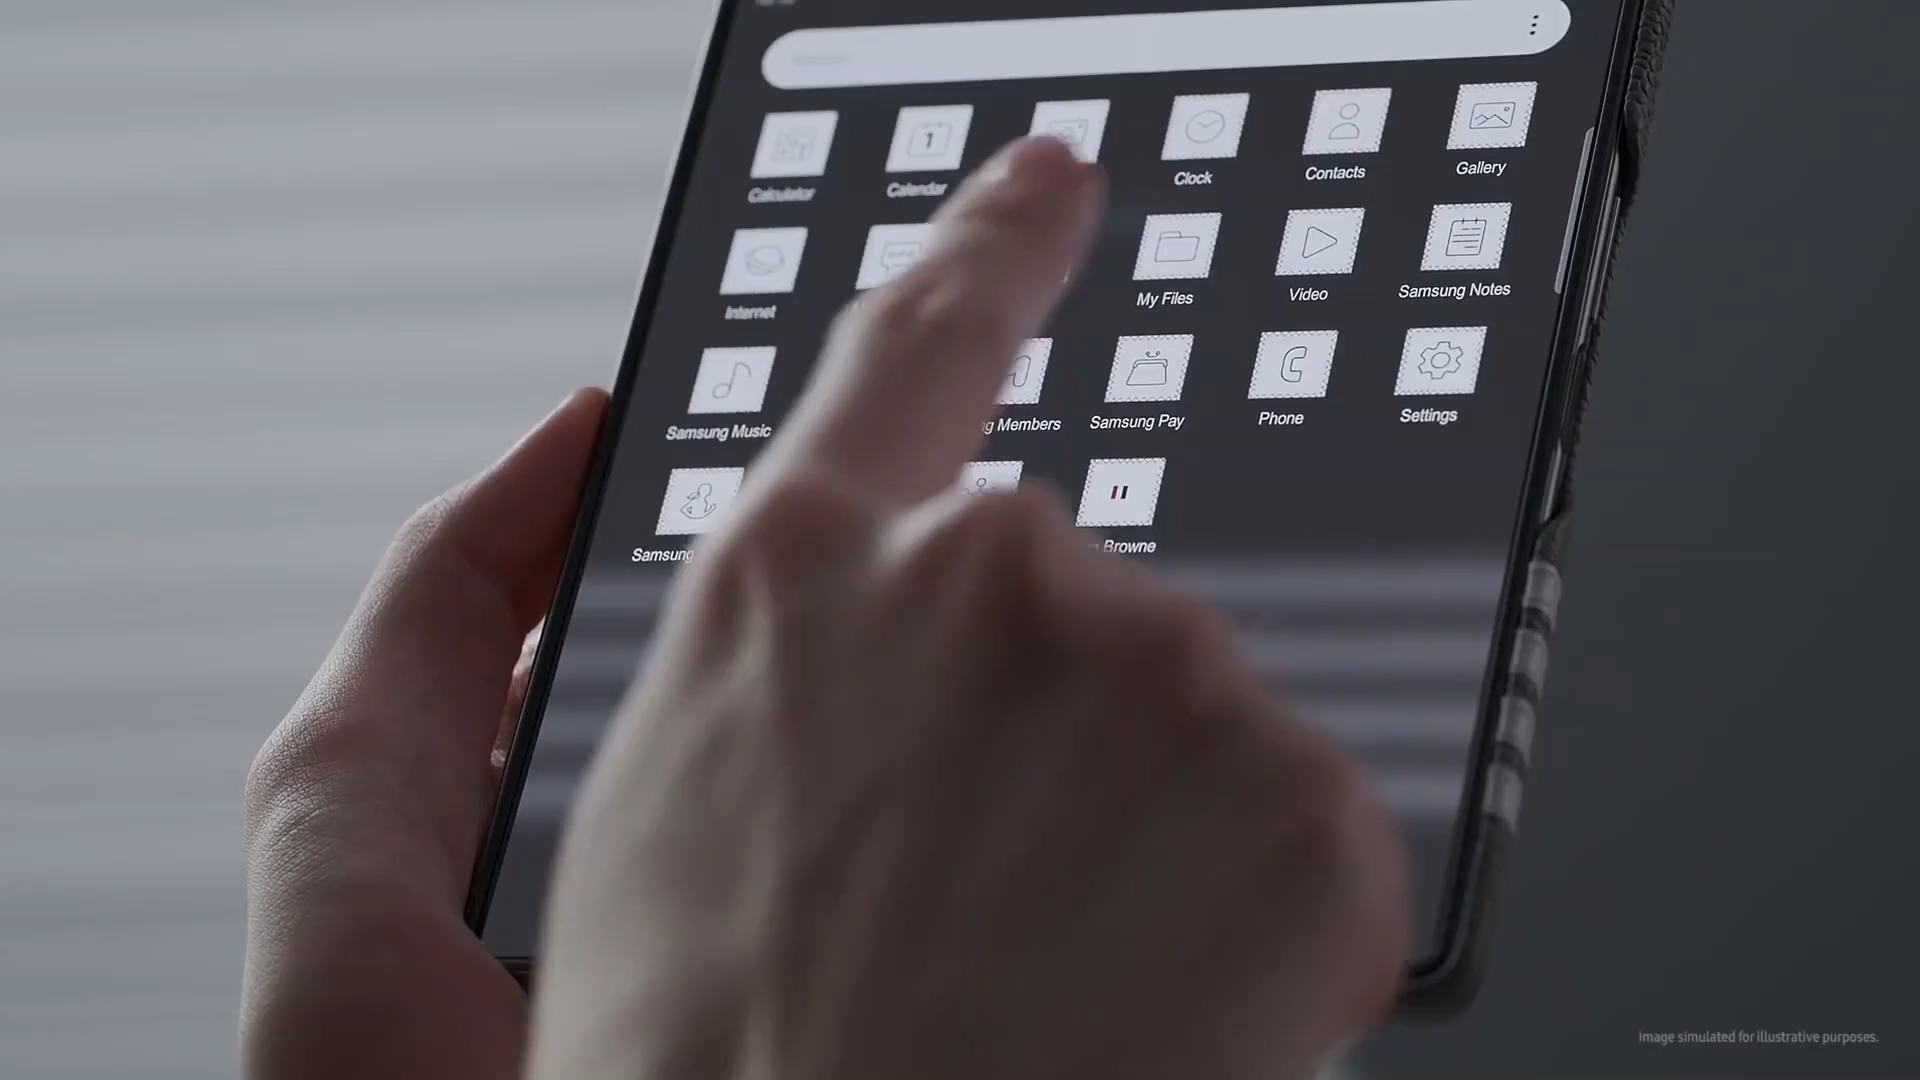 Calculator
Calendar
Clock
Contacts
Gallery
Internet
My Files
Video
Samsung Notes
Samsung Music
g Members
Samsung Pay
Phone
Settings
Samsung
Browne
1
Image simulated for illustrative purposes.